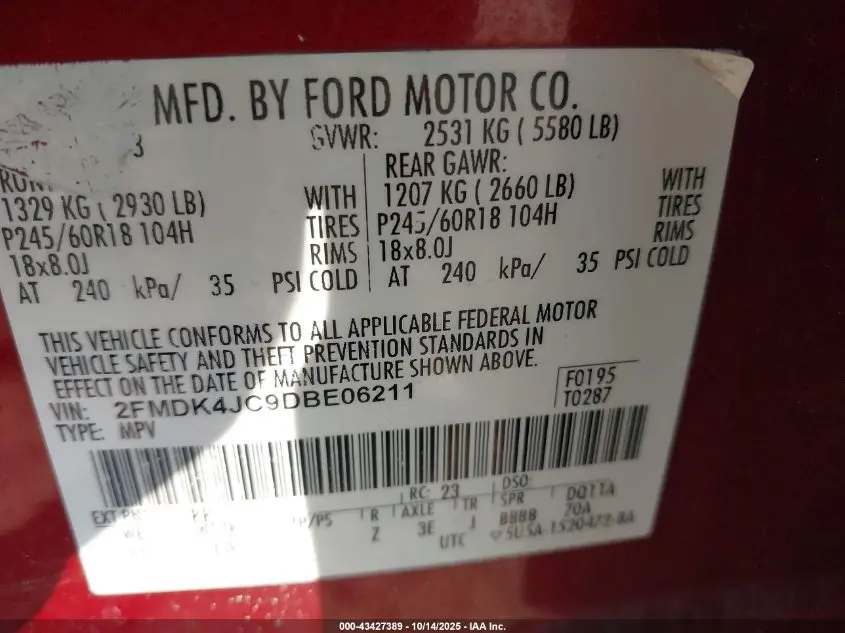 MFD. BY FORD MOTOR CO.
3 GVWR: 2531 KG ( 5580 LB)
REAR GAWR:
1329 KG ( 2930 LB) WITH 1207 KG ( 2660 LB) WITH
P245/60R18 104H TIRES P245/60R18 104H TIRES
18x8.0J RIMS 18x8.0J RIMS
AT 240 kPa/ 35 PSI COLD AT 240 kPa/ 35 PSI COLD
THIS VEHICLE CONFORMS TO ALL APPLICABLE FEDERAL MOTOR
VEHICLE SAFETY AND THEFT PREVENTION STANDARDS IN
EFFECT ON THE DATE OF MANUFACTURE SHOWN ABOVE.
VIN: 2FMDK4JC9DBE06211 F0195
TYPE: MPV T0287
RC: 23 DSO:
EXT TP/PS R AXLE TR SPR DQ11A
Z 3E J BBBB 70A
UTC
000-43427389 | 10/14/2025 - IAA Inc.